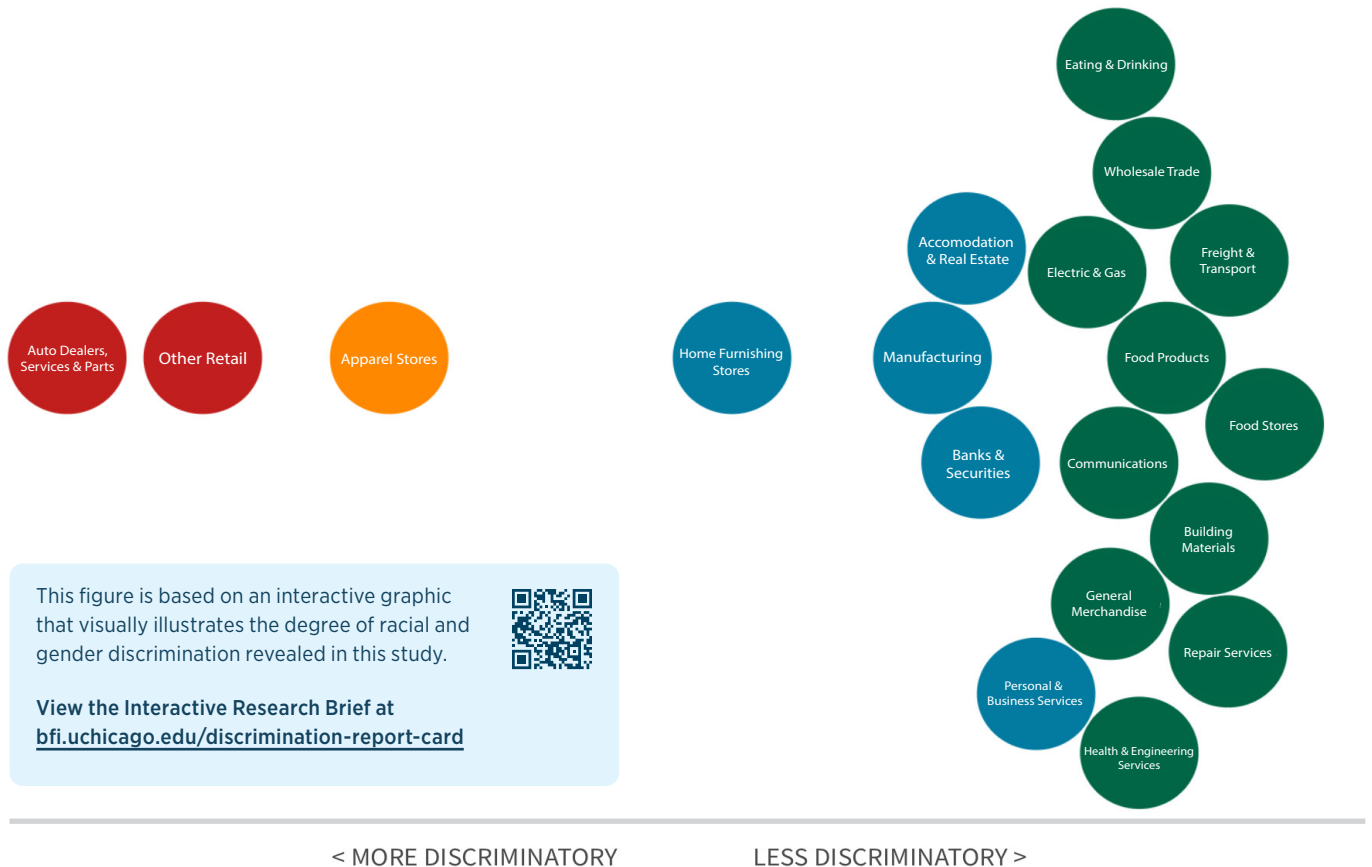 Eating & Drinking
Wholesale Trade
Accomodation
& Real Estate
Electric & Gas
Freight &
Transport
Auto Dealers,
Services & Parts
Other Retail
Apparel Stores
Home Furnishing
Stores
Manufacturing
Food Products
Food Stores
Banks &
Securities
Communications
Building
Materials
General
Merchandise
Repair Services
Personal &
Business Services
Health & Engineering
Services
This figure is based on an interactive graphic
that visually illustrates the degree of racial and
gender discrimination revealed in this study.
View the Interactive Research Brief at
bfi.uchicago.edu/discrimination-report-card
< MORE DISCRIMINATORY
LESS DISCRIMINATORY >